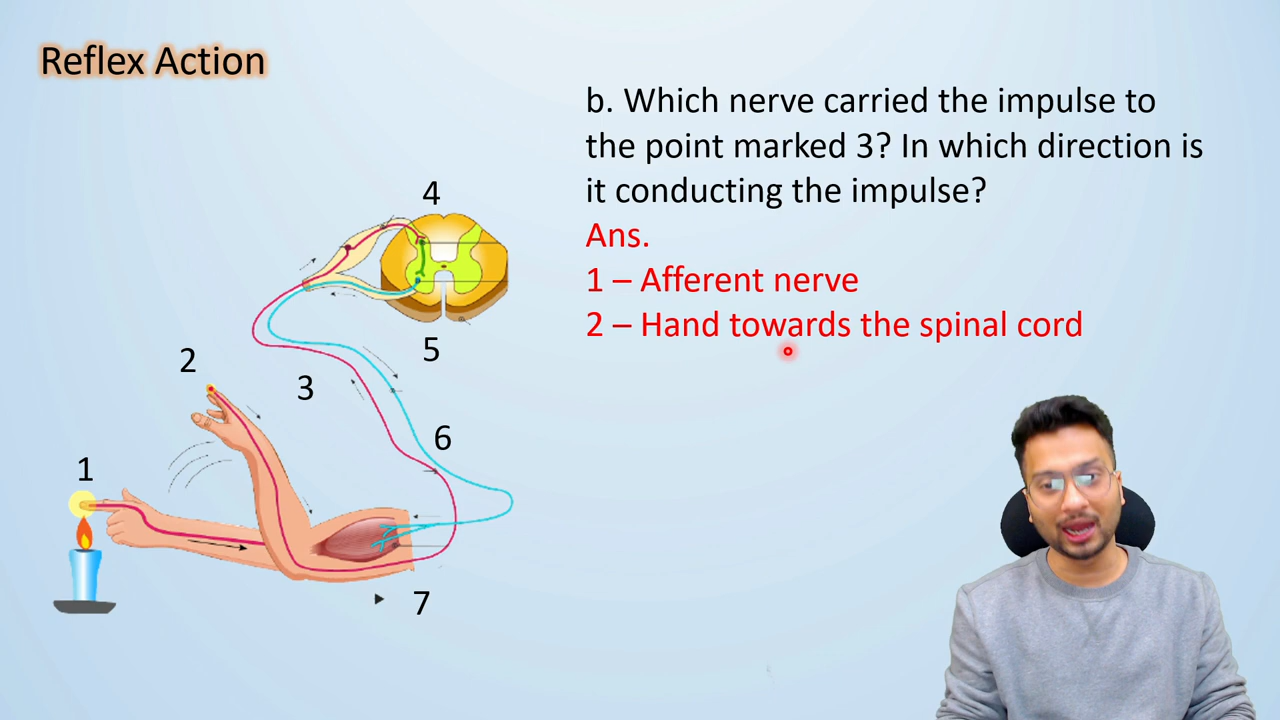 Reflex Action
b. Which nerve carried the impulse to
the point marked 3? In which direction is
it conducting the impulse?
Ans.
1 – Afferent nerve
2 – Hand towards the spinal cord
4
5
2
3
6
1
7